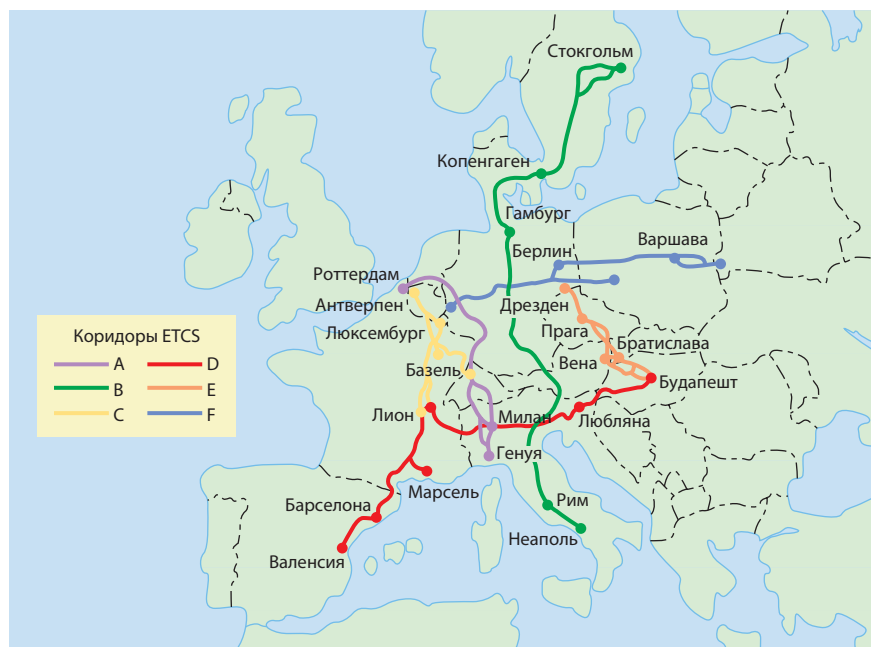 Стокгольм
Копенгаген
Гамбург
Берлин
Варшава
Роттердам
Антверпен
Дрезден
Люксембург
Прага
Братислава
Базель
Вена
Будапешт
Лион
Милан
Любляна
Генуя
Марсель
Барселона
Рим
Неаполь
Валенсия
Коридоры ETCS
A D
B E
C F